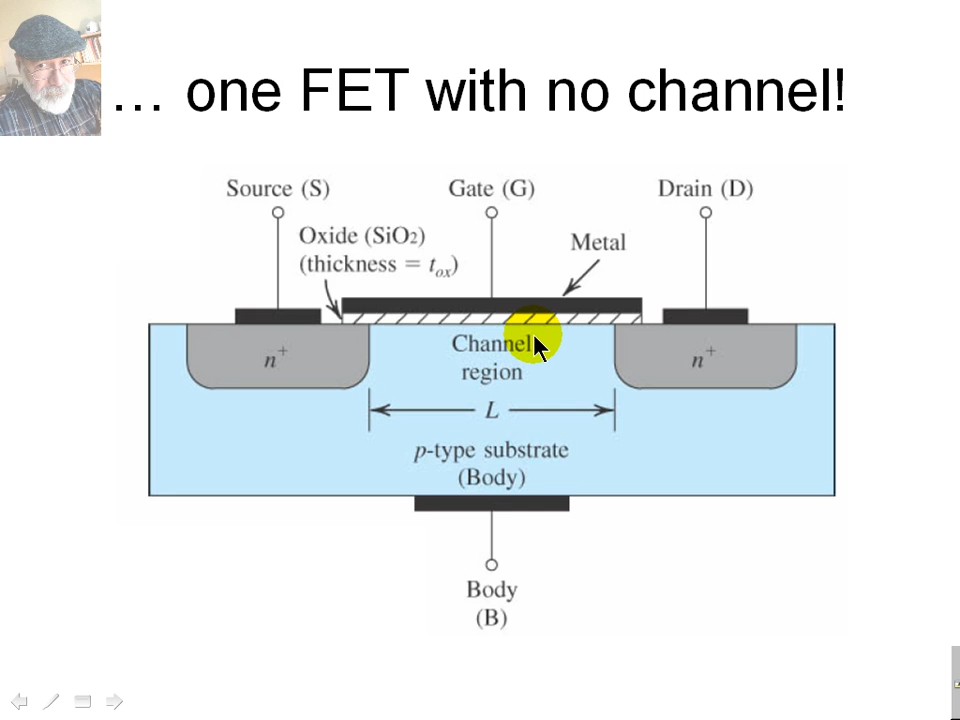 ... one FET with no channel!
Source (S)
Gate (G)
Drain (D)
Oxide (SiO2)
(thickness = tox)
Metal
n+
Channel
region
n+
L
p-type substrate
(Body)
Body
(B)